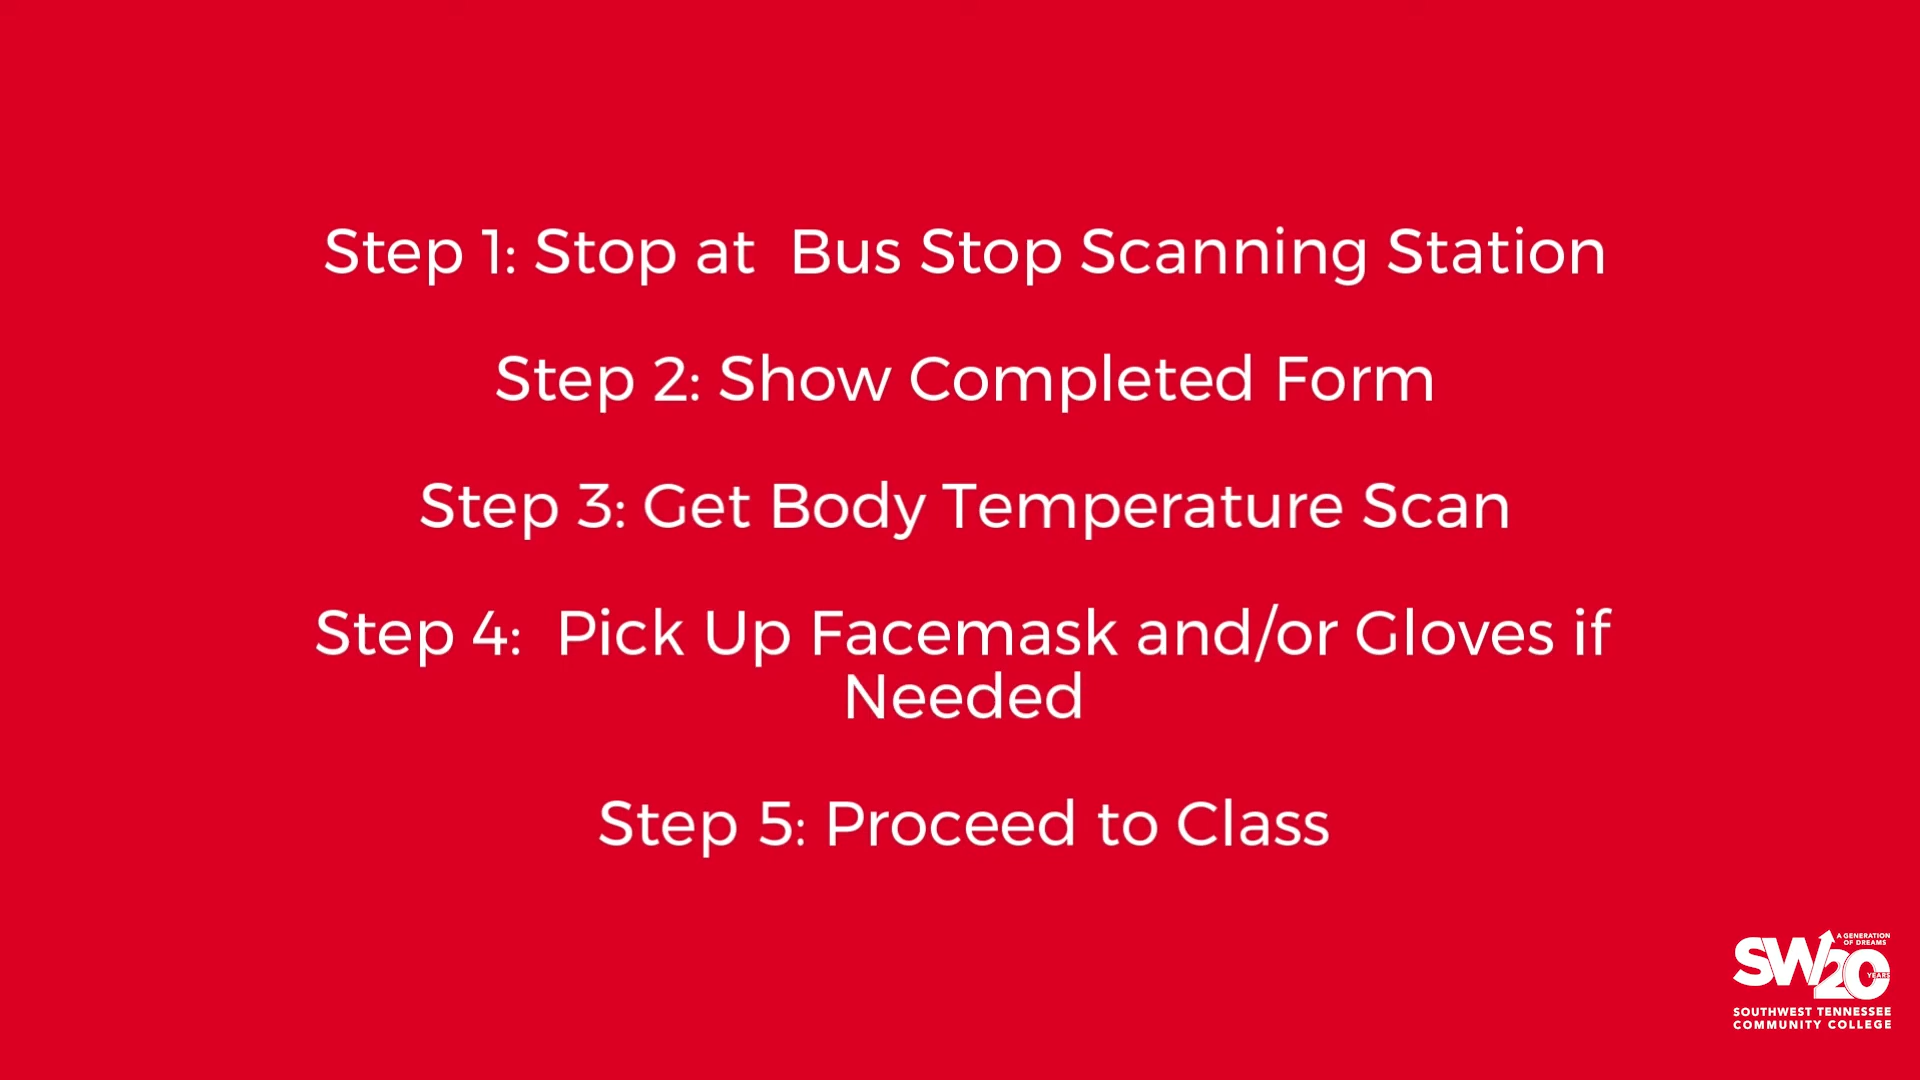 Step 1: Stop at  Bus Stop Scanning Station
Step 2: Show Completed Form
Step 3: Get Body Temperature Scan
Step 4:  Pick Up Facemask and/or Gloves if
Needed
Step 5: Proceed to Class
A GENERATION
OF DREAMS
SW20
YEARS
SOUTHWEST TENNESSEE
COMMUNITY COLLEGE